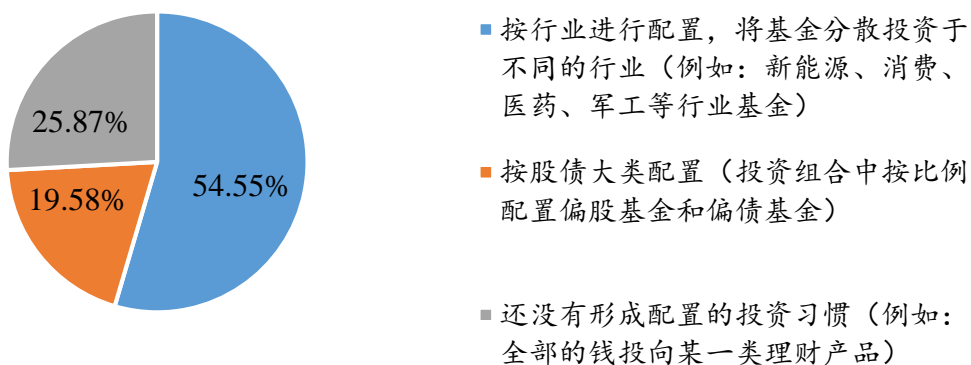 25.87%
19.58%
54.55%
按行业进行配置，将基金分散投资于
不同的行业（例如：新能源、消费、
医药、军工等行业基金）
按股债大类配置（投资组合中按比例
配置偏股基金和偏债基金）
还没有形成配置的投资习惯（例如：
全部的钱投向某一类理财产品）